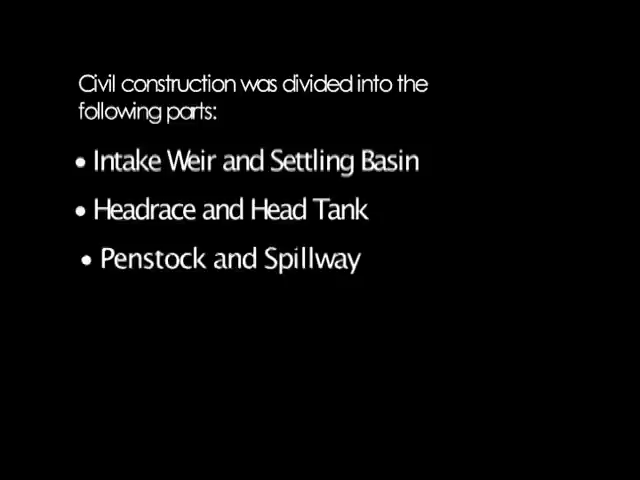 Civil construction was divided into the
following parts:
• Intake Weir and Settling Basin
• Headrace and Head Tank
• Penstock and Spillway